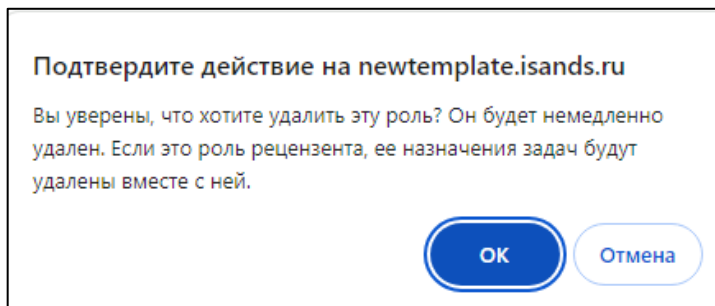 Подтвердите действие на newtemplate.isands.ru
Вы уверены, что хотите удалить эту роль? Он будет немедленно
удален. Если это роль рецензента, ее назначения задач будут
удалены вместе с ней.
ОК Отмена